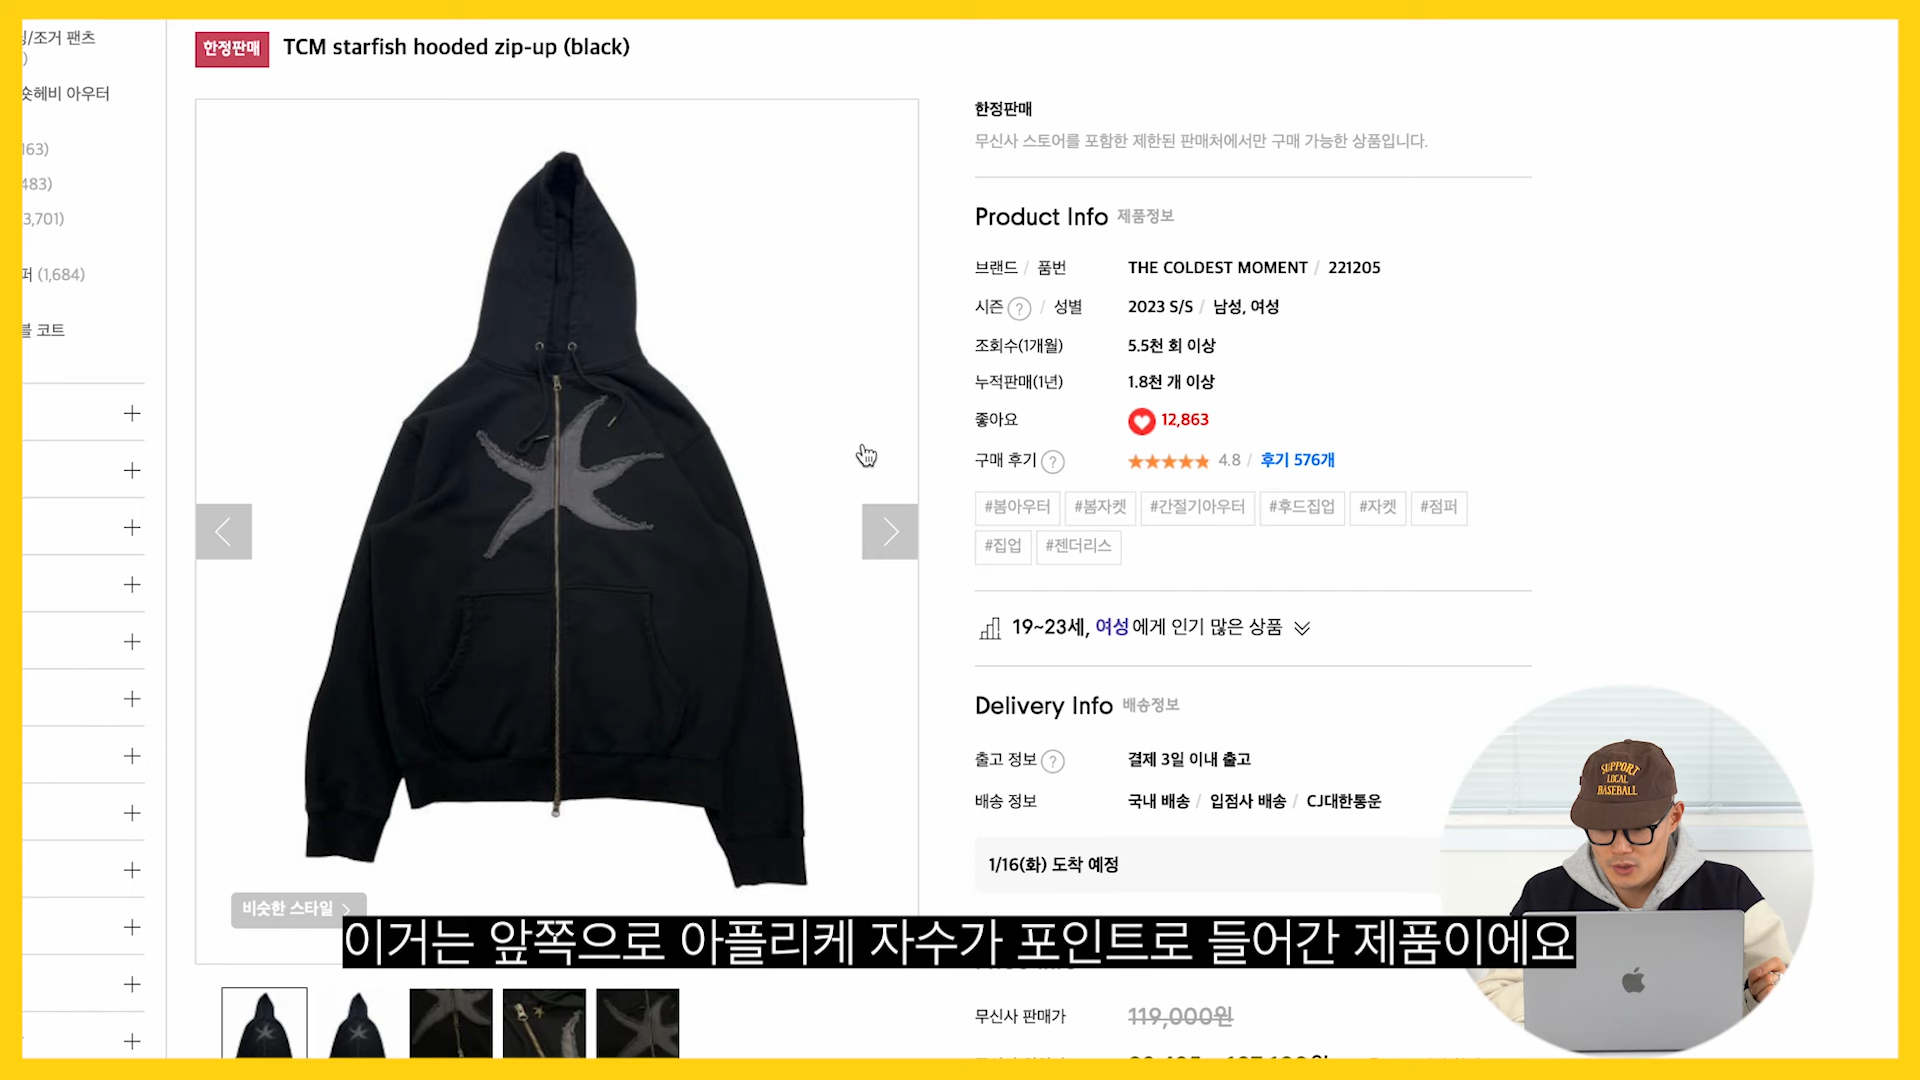 /조거 팬츠
숏헤비 아우터
163)
483)
3,701)
퍼 (1,684)
블 코트
한정판매 TCM starfish hooded zip-up (black)
비슷한 스타일 >
한정판매
무신사 스토어를 포함한 제한된 판매처에서만 구매 가능한 상품입니다.
Product Info 제품정보
브랜드 / 품번 THE COLDEST MOMENT / 221205
시즌 ? / 성별 2023 S/S / 남성, 여성
조회수(1개월) 5.5천 회 이상
누적판매(1년) 1.8천 개 이상
좋아요 12,863
구매 후기 ? ★★★★★ 4.8 / 후기 576개
#봄아우터 #봄자켓 #간절기아우터 #후드집업 #자켓 #점퍼
#집업 #젠더리스
19~23세, 여성에게 인기 많은 상품
Delivery Info 배송정보
출고 정보 ? 결제 3일 이내 출고
배송 정보 국내 배송 / 입점사 배송 / CJ대한통운
1/16(화) 도착 예정
이거는 앞쪽으로 아플리케 자수가 포인트로 들어간 제품이에요
무신사 판매가 119,000원
SUPPORT
LOCAL
BASEBALL